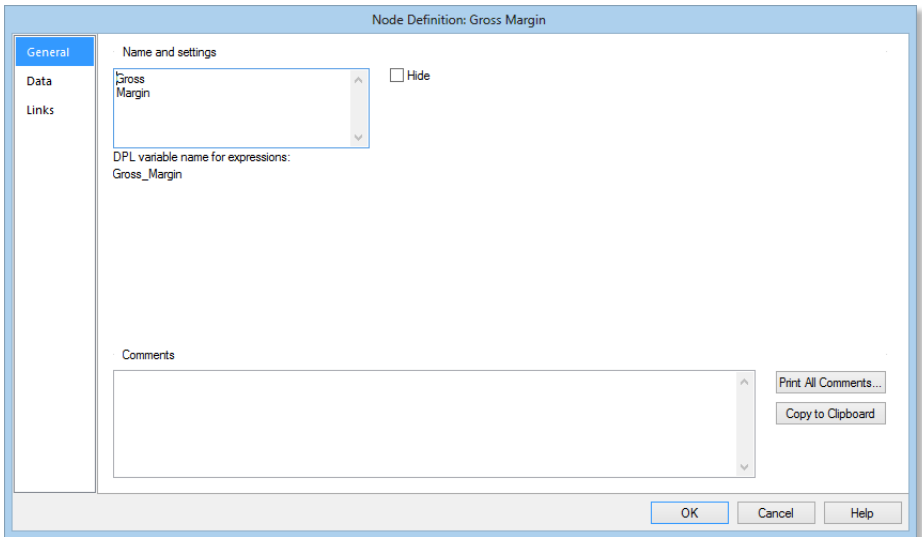 Node Definition: Gross Margin
General
Data
Links
Name and settings
Gross
Margin
Hide
DPL variable name for expressions:
Gross_Margin
Comments
Print All Comments...
Copy to Clipboard
OK
Cancel
Help